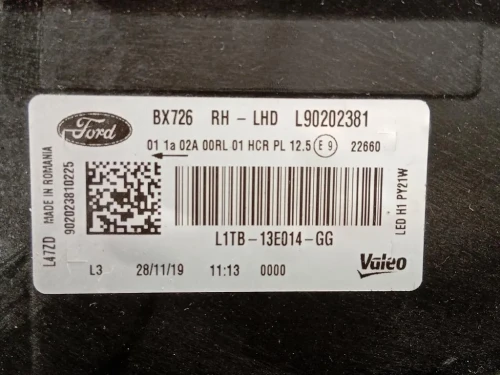 Ford
BX726 RH - LHD L90202381
01 1a 02A 00RL 01 HCR PL 12.5 E9 22660
L47ZD MADE IN ROMANIA
902023810225
LED H1 PY21W
L1TB-13E014-GG
L3 28/11/19 11:13 0000
Valeo